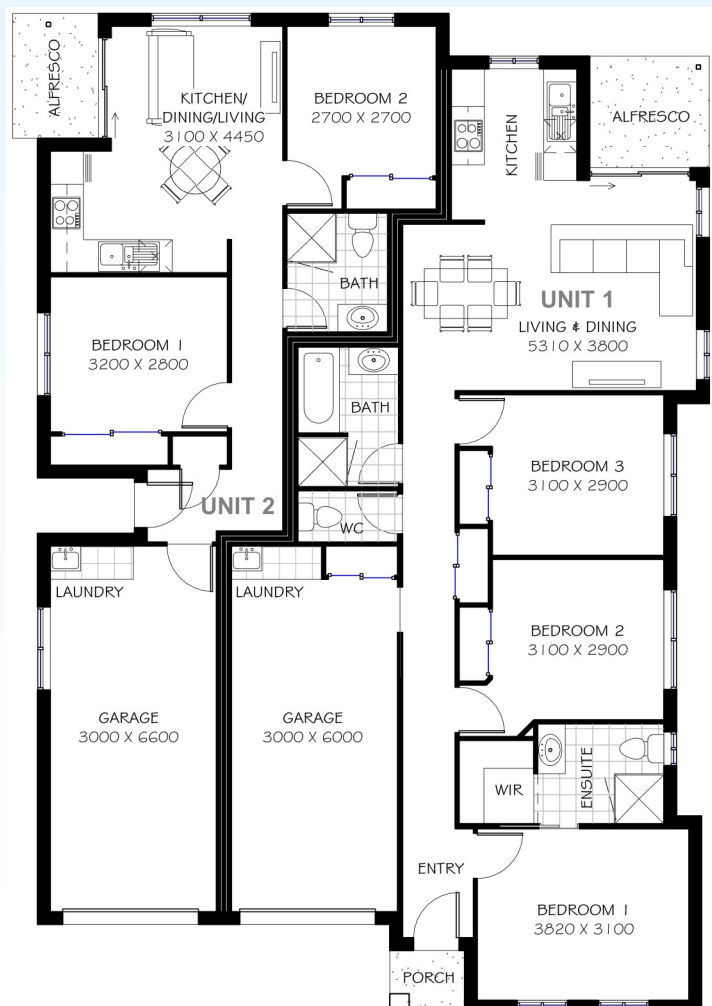 ALFRESCO
KITCHEN/
DINING/LIVING
3100 X 4450
BEDROOM 2
2700 X 2700
KITCHEN
ALFRESCO
BATH
UNIT 1
LIVING & DINING
5310 X 3800
BEDROOM 1
3200 X 2800
BATH
BEDROOM 3
3100 X 2900
UNIT 2
WC
LAUNDRY
LAUNDRY
BEDROOM 2
3100 X 2900
GARAGE
3000 X 6600
GARAGE
3000 X 6000
WIR
ENSUITE
ENTRY
BEDROOM 1
3820 X 3100
PORCH